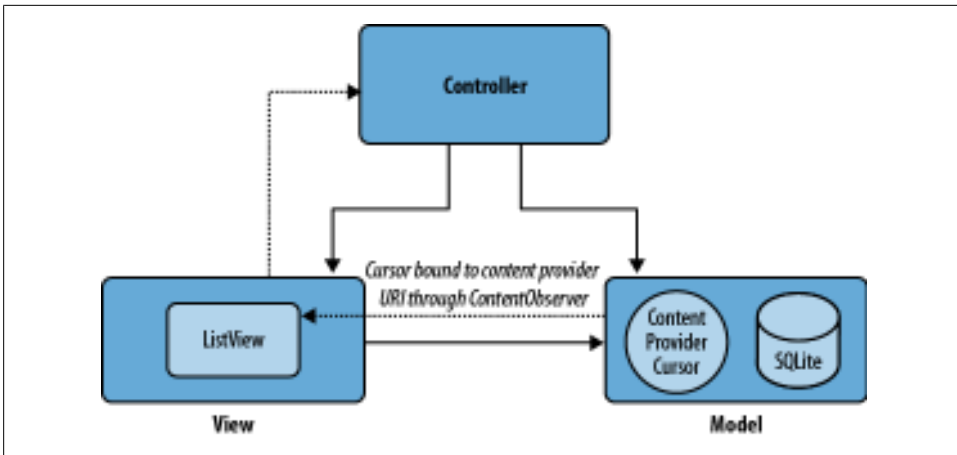 Controller
Cursor bound to content provider
URI through ContentObserver
ListView
Content
Provider
Cursor
SQLite
View
Model